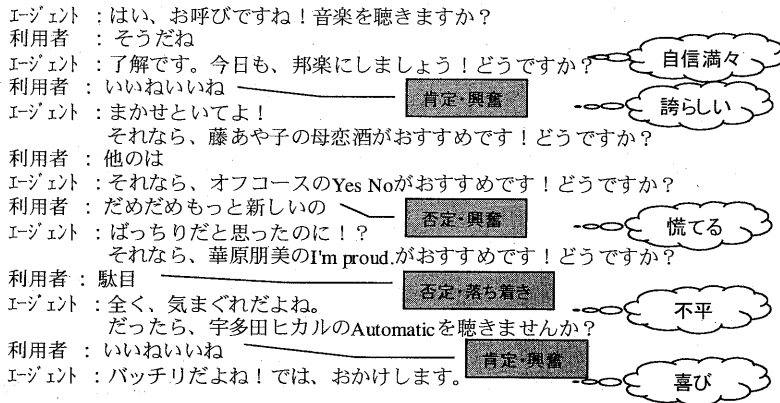 エージェント：はい、お呼びですね！音楽を聴きますか？
利用者　：そうだね
エージェント：了解です。今日も、邦楽にしましょう！どうですか？
自信満々
利用者　：いいねいいね
肯定・興奮
誇らしい
エージェント：まかせといてよ！
それなら、藤あや子の母恋酒がおすすめです！どうですか？
利用者　：他のは
エージェント：それなら、オフコースのYes Noがおすすめです！どうですか？
利用者　：だめだめもっと新しいの
否定・興奮
慌てる
エージェント：ばっちりだと思ったのに！？
それなら、華原朋美のI'm proud.がおすすめです！どうですか？
利用者：駄目
否定・落ち着き
不平
エージェント：全く、気まぐれだよね。
だったら、宇多田ヒカルのAutomaticを聴きませんか？
利用者　：いいねいいね
肯定・興奮
エージェント：バッチリだよね！では、おかけします。
喜び